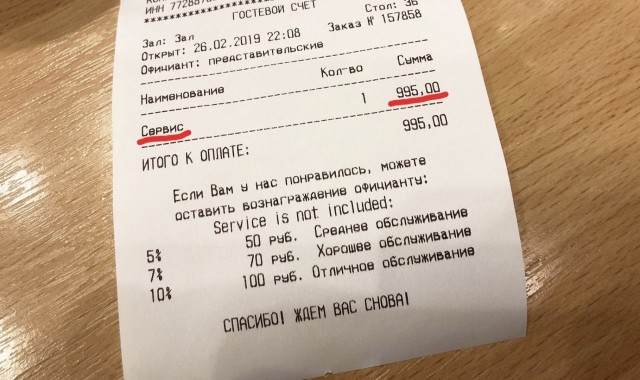 ИНН
ГОСТЕВОЙ СЧЕТ
Зал: Зал Стол: 36
Открыт: 26.02.2019 22:08 Заказ № 157858
Официант: представительские
Наименование Кол-во Сумма
Сервис 1 995,00
ИТОГО К ОПЛАТЕ: 995,00
Если Вам у нас понравилось, можете
оставить вознаграждение официанту:
Service is not included:
5% 50 руб. Среднее обслуживание
7% 70 руб. Хорошее обслуживание
10% 100 руб. Отличное обслуживание
СПАСИБО! ЖДЕМ ВАС СНОВА!